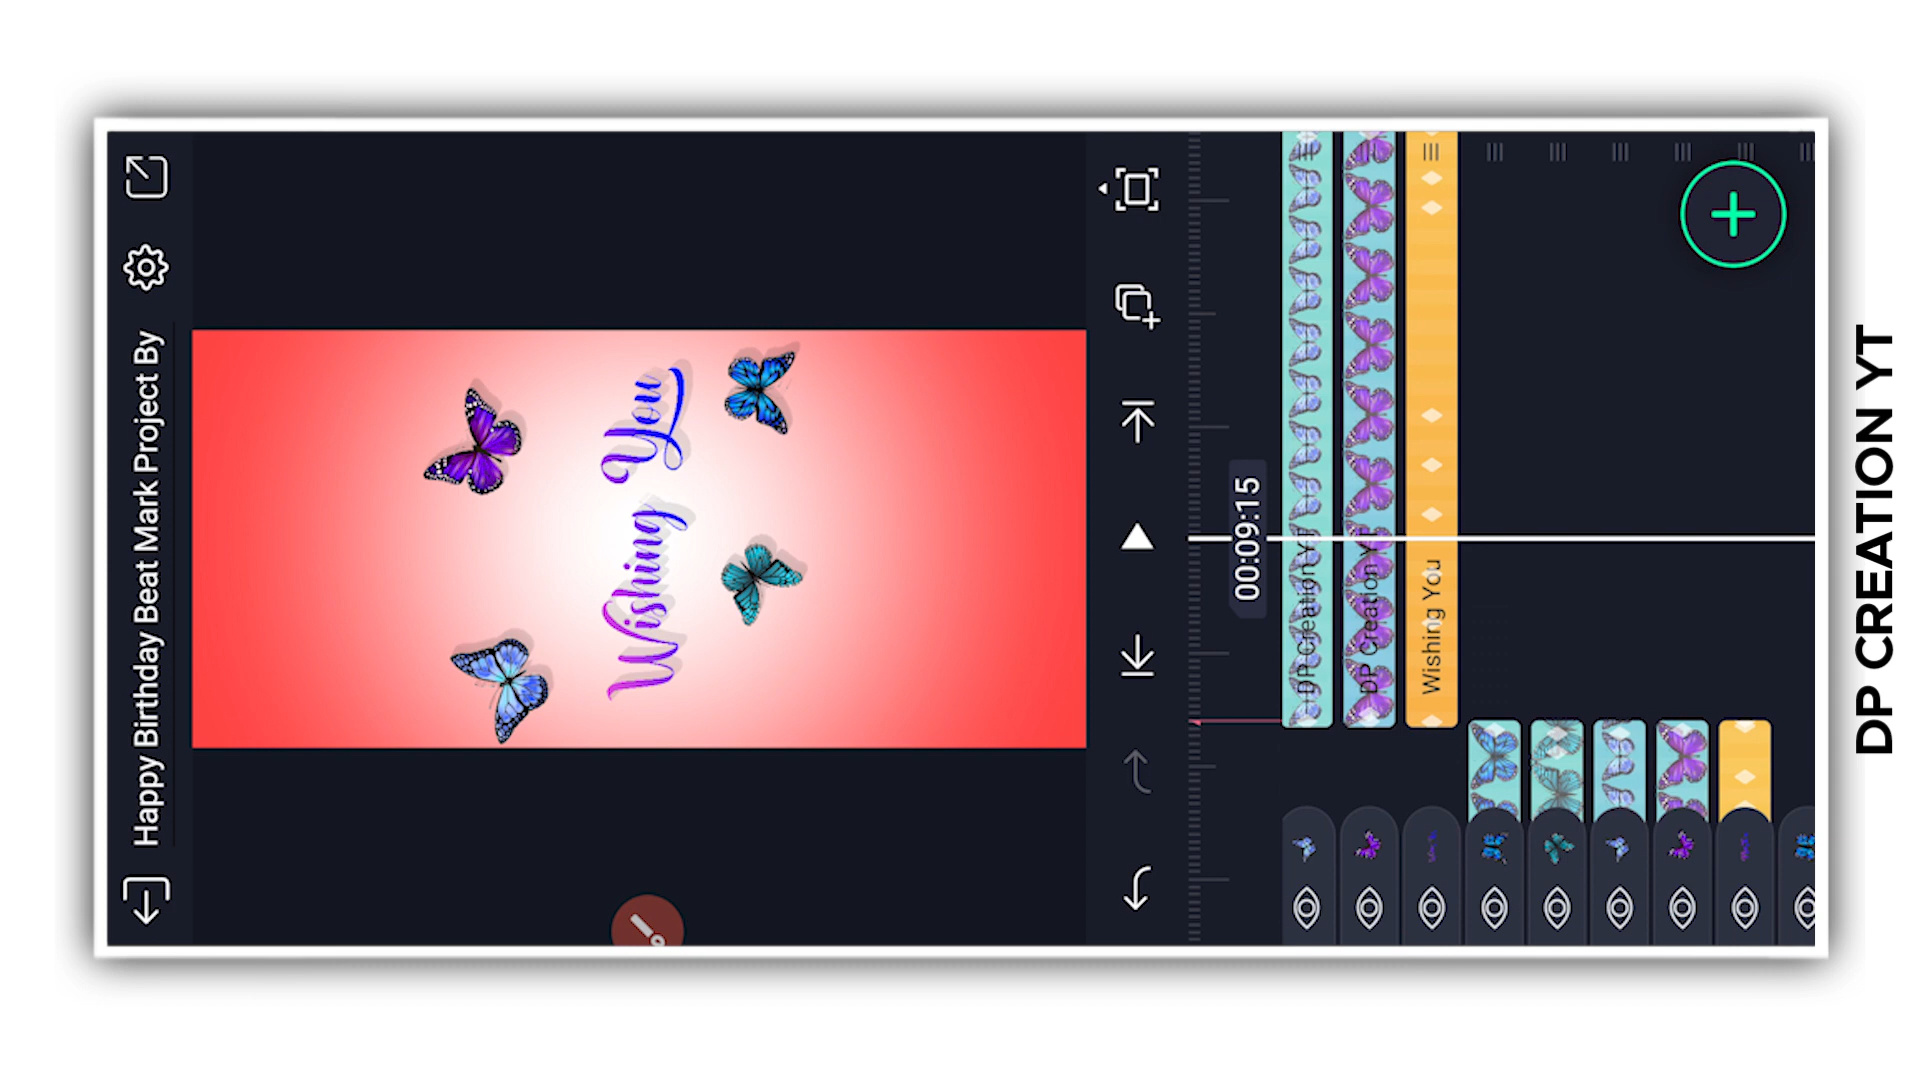 Happy Birthday Beat Mark Project By
Wishing You
00:09:15
DP Creation YT
DP Creation Y
Wishing You
DP CREATION YT